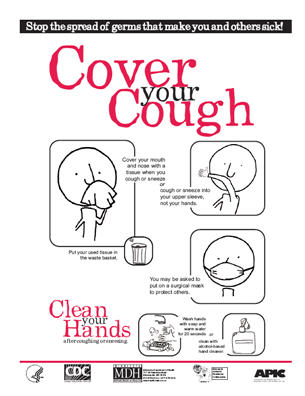 Stop the spread of germs that make you and others sick!
Cover
your
Cough
Cover your mouth
and nose with a
tissue when you
cough or sneeze
or
cough or sneeze into
your upper sleeve,
not your hands.
Put your used tissue in
the waste basket.
You may be asked to
put on a surgical mask
to protect others.
Clean
your
Hands
after coughing or sneezing.
Wash hands
with soap and
warm water
for 20 seconds
or
clean with
alcohol-based
hand cleaner.
CDC
MDH
APIC